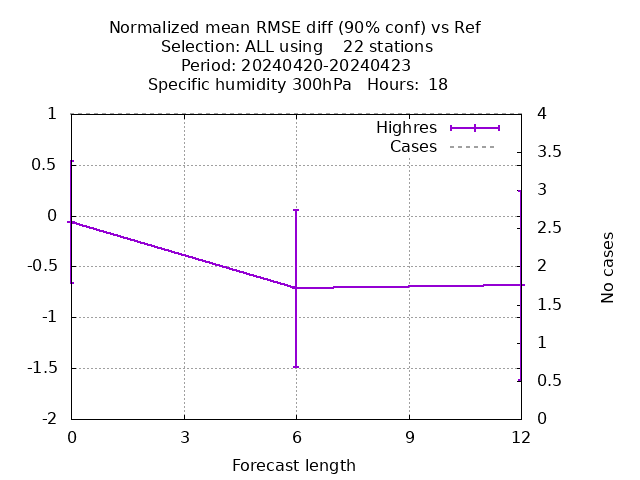 Normalized mean RMSE diff (90% conf) vs Ref
Selection: ALL using    22 stations
Period: 20240420-20240423
Specific humidity 300hPa   Hours:  18
Highres
Cases
1
0.5
0
-0.5
-1
-1.5
-2
4
3.5
3
2.5
2
1.5
1
0.5
0
No cases
0 3 6 9 12
Forecast length